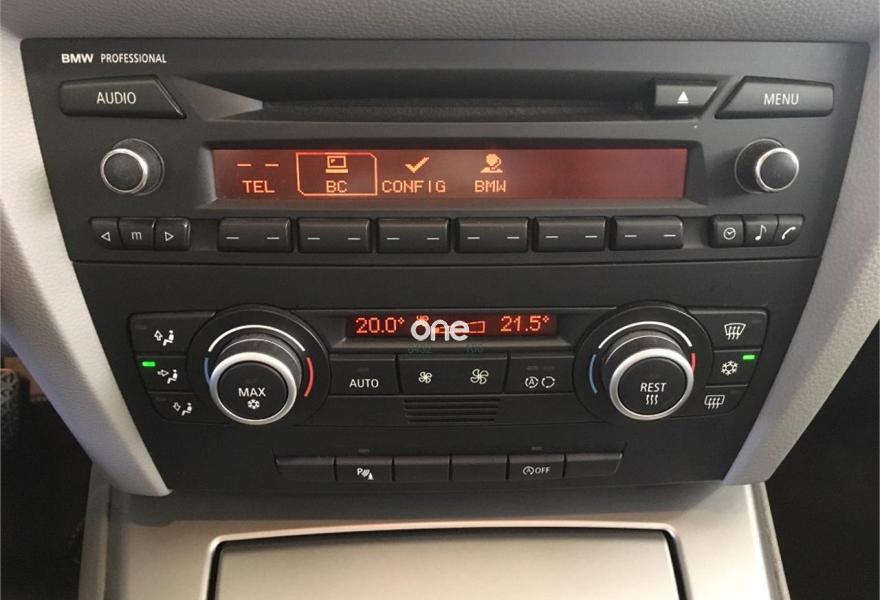 BMW PROFESSIONAL
AUDIO
MENU
TEL BC CONFIG BMW
m
20.0° 21.5°
one
MAX
AUTO
A
REST
P
A OFF